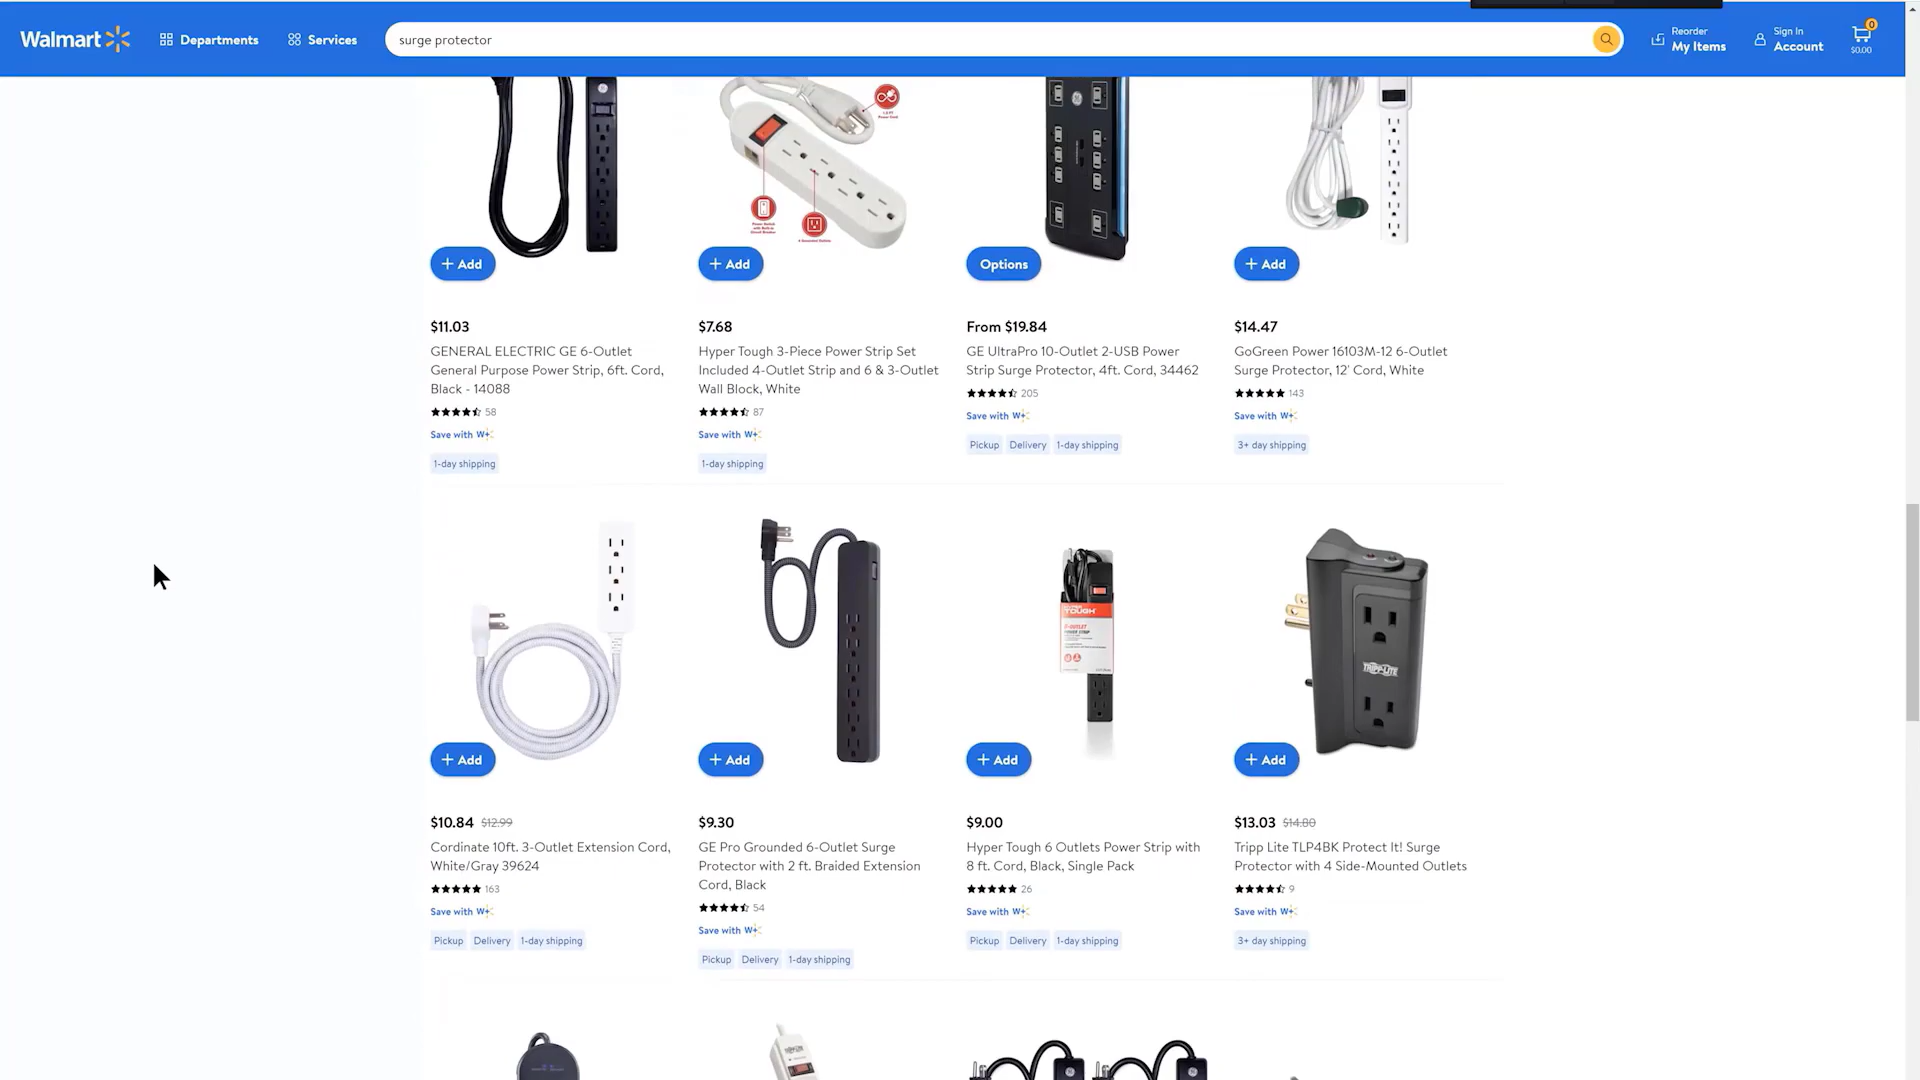 Walmart
Departments
Services
surge protector
Reorder
My Items
Sign In
Account
0
$0.00
+ Add
+ Add
Options
+ Add
$11.03
GENERAL ELECTRIC GE 6-Outlet
General Purpose Power Strip, 6ft. Cord,
Black - 14088
58
Save with W+
1-day shipping
$7.68
Hyper Tough 3-Piece Power Strip Set
Included 4-Outlet Strip and 6 & 3-Outlet
Wall Block, White
87
Save with W+
1-day shipping
From $19.84
GE UltraPro 10-Outlet 2-USB Power
Strip Surge Protector, 4ft. Cord, 34462
205
Save with W+
Pickup Delivery 1-day shipping
$14.47
GoGreen Power 16103M-12 6-Outlet
Surge Protector, 12' Cord, White
143
Save with W+
3+ day shipping
HYPER
TOUGH
TRIPP-LITE
+ Add
+ Add
+ Add
+ Add
$10.84 $12.99
Cordinate 10ft. 3-Outlet Extension Cord,
White/Gray 39624
163
Save with W+
Pickup Delivery 1-day shipping
$9.30
GE Pro Grounded 6-Outlet Surge
Protector with 2 ft. Braided Extension
Cord, Black
54
Save with W+
Pickup Delivery 1-day shipping
$9.00
Hyper Tough 6 Outlets Power Strip with
8 ft. Cord, Black, Single Pack
26
Save with W+
Pickup Delivery 1-day shipping
$13.03 $14.80
Tripp Lite TLP4BK Protect It! Surge
Protector with 4 Side-Mounted Outlets
9
Save with W+
3+ day shipping